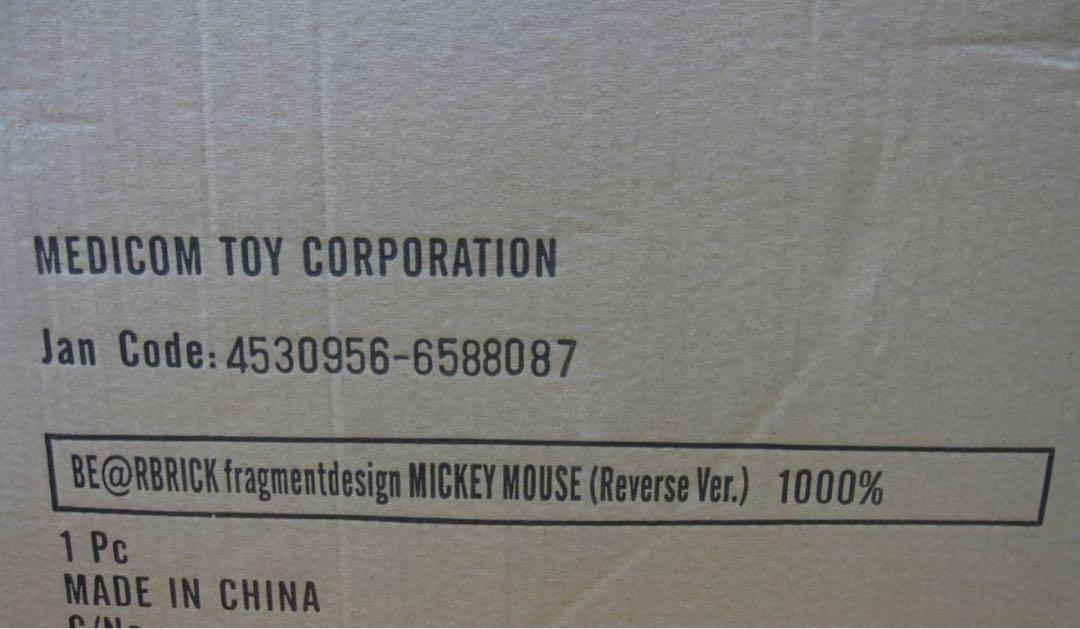 MEDICOM TOY CORPORATION
Jan Code: 4530956-6588087
BE@RBRICK fragmentdesign MICKEY MOUSE (Reverse Ver.) 1000%
1 Pc
MADE IN CHINA